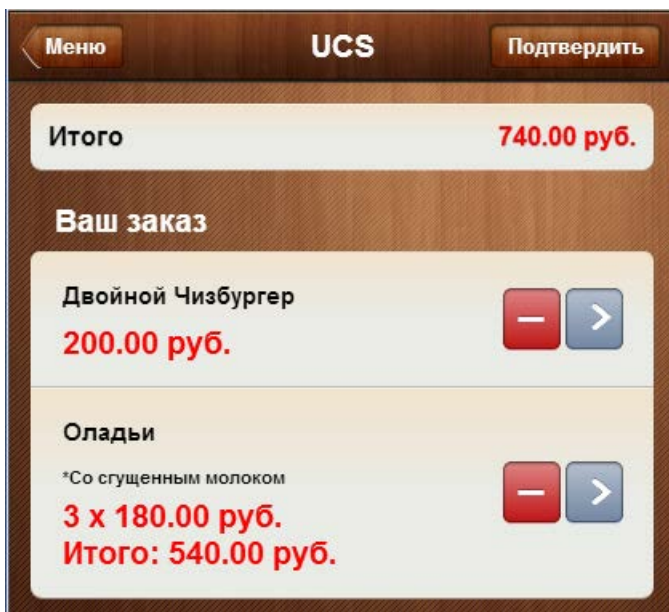 Меню
UCS
Подтвердить
Итого 740.00 руб.
Ваш заказ
Двойной Чизбургер
200.00 руб.
Оладьи
*Со сгущенным молоком
3 x 180.00 руб.
Итого: 540.00 руб.